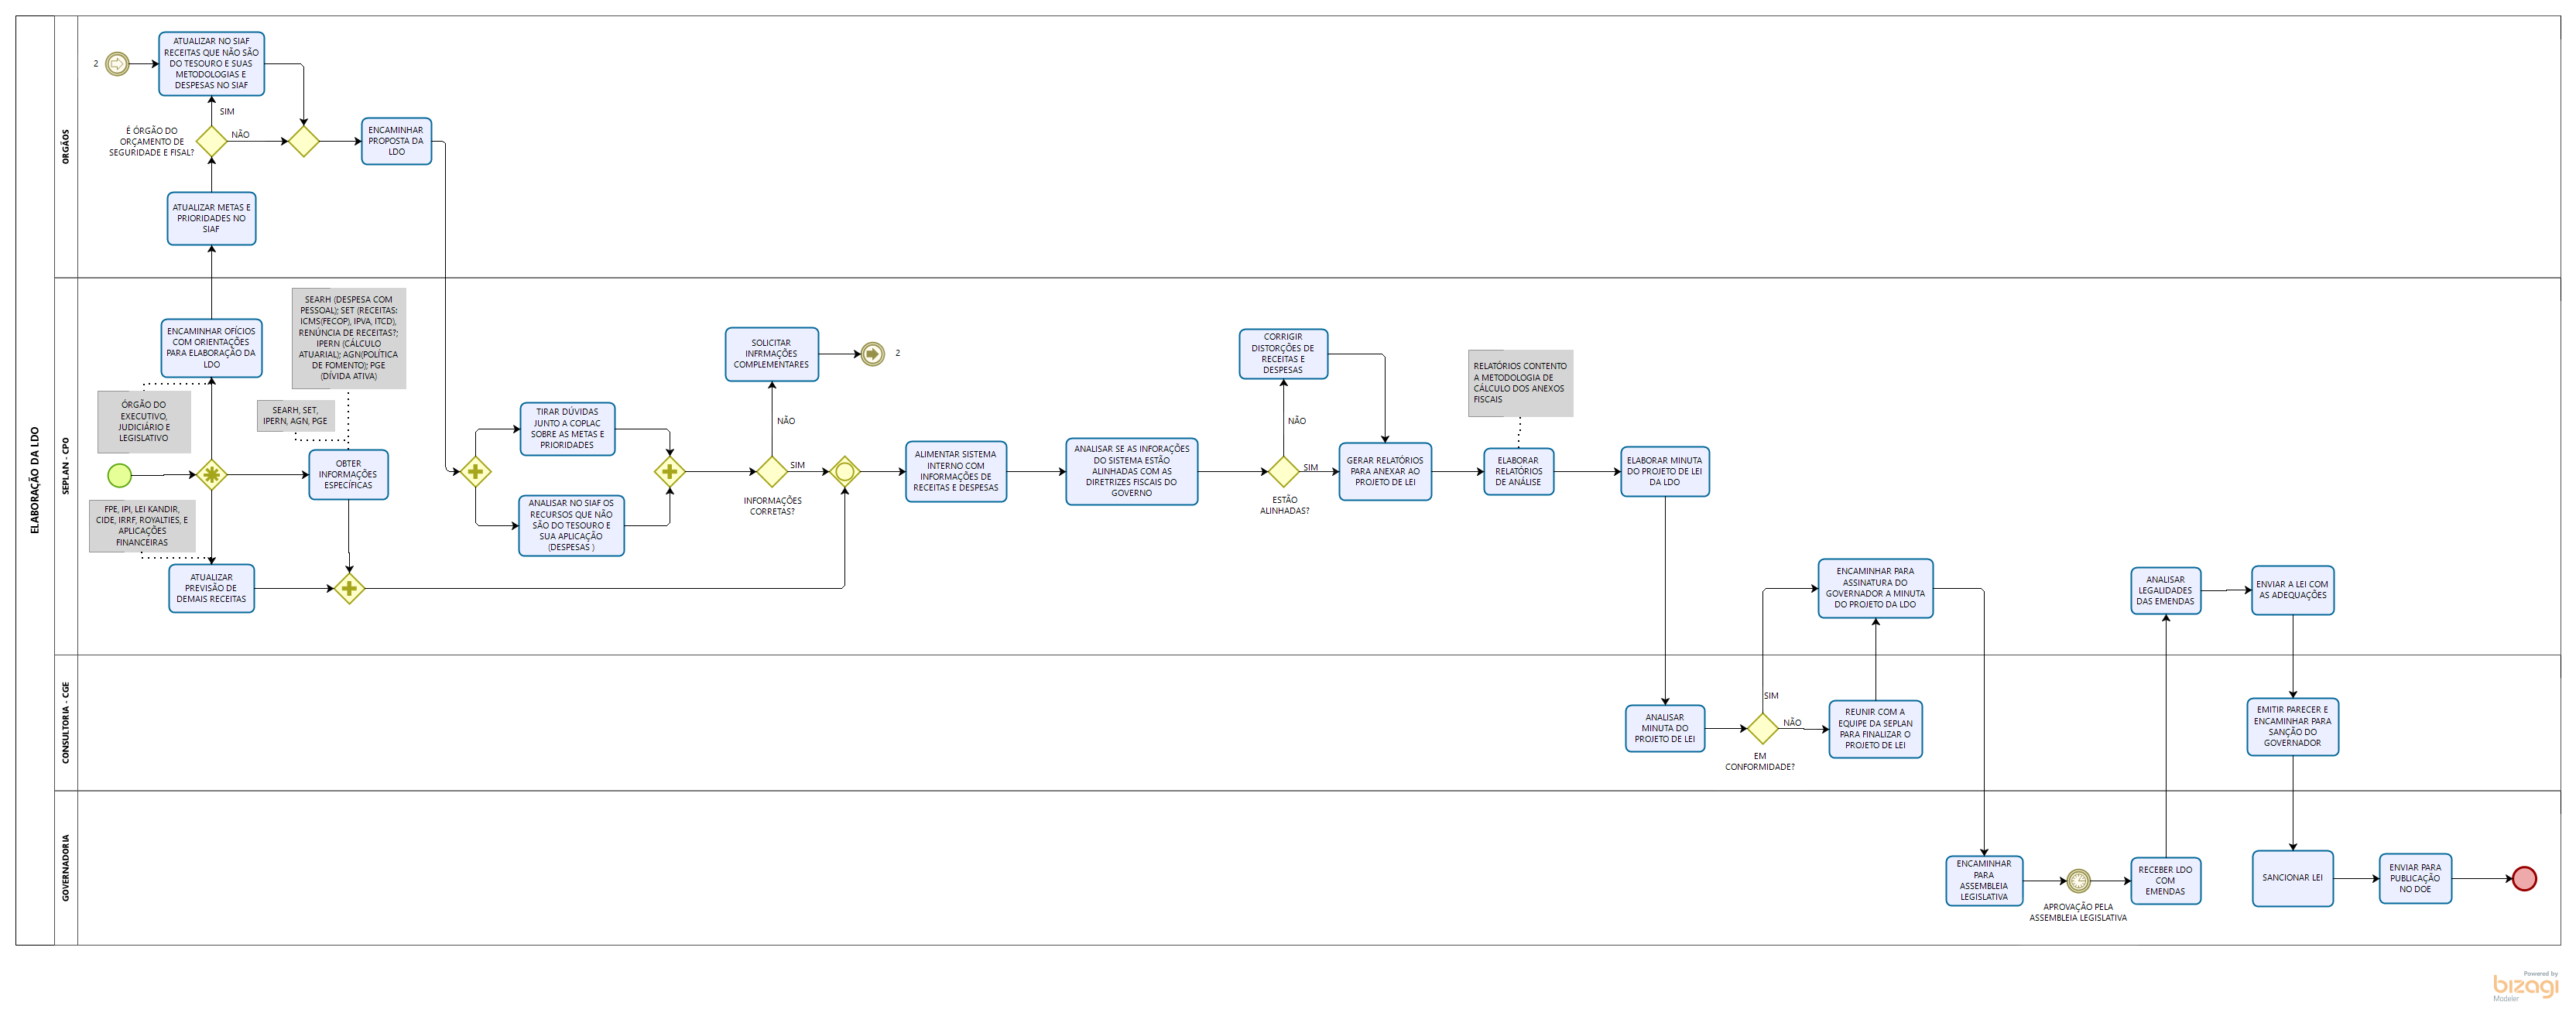 ELABORAÇÃO DA LDO
ORGÃOS
2
ATUALIZAR NO SIAF
RECEITAS QUE NÃO SÃO
DO TESOURO E SUAS
METODOLOGIAS E
DESPESAS NO SIAF
SIM
É ÓRGÃO DO
ORÇAMENTO DE
SEGURIDADE E FISAL?
NÃO
ENCAMINHAR
PROPOSTA DA
LDO
ATUALIZAR METAS E
PRIORIDADES NO
SIAF
SEPLAN - CPO
ENCAMINHAR OFÍCIOS
COM ORIENTAÇÕES
PARA ELABORAÇÃO DA
LDO
SEARH (DESPESA COM
PESSOAL); SET (RECEITAS:
ICMS(FECOP), IPVA, ITCD),
RENÚNCIA DE RECEITAS?;
IPERN (CÁLCULO
ATUARIAL); AGN(POLÍTICA
DE FOMENTO); PGE
(DÍVIDA ATIVA)
ÓRGÃO DO
EXECUTIVO,
JUDICIÁRIO E
LEGISLATIVO
SEARH, SET,
IPERN, AGN, PGE
OBTER
INFORMAÇÕES
ESPECÍFICAS
FPE, IPI, LEI KANDIR,
CIDE, IRRF, ROYALTIES, E
APLICAÇÕES
FINANCEIRAS
ATUALIZAR
PREVISÃO DE
DEMAIS RECEITAS
TIRAR DÚVIDAS
JUNTO A COPLAC
SOBRE AS METAS E
PRIORIDADES
ANALISAR NO SIAF OS
RECURSOS QUE NÃO
SÃO DO TESOURO E
SUA APLICAÇÃO
(DESPESAS )
SOLICITAR
INFRMAÇÕES
COMPLEMENTARES
2
NÃO
SIM
INFORMAÇÕES
CORETAS?
ALIMENTAR SISTEMA
INTERNO COM
INFORMAÇÕES DE
RECEITAS E DESPESAS
ANALISAR SE AS INFORAÇÕES
DO SISTEMA ESTÃO
ALINHADAS COM AS
DIRETRIZES FISCAIS DO
GOVERNO
CORRIGIR
DISTORÇÕES DE
RECEITAS E
DESPESAS
NÃO
SIM
ESTÃO
ALINHADAS?
GERAR RELATÓRIOS
PARA ANEXAR AO
PROJETO DE LEI
RELATÓRIOS CONTENTO
A METODOLOGIA DE
CÁLCULO DOS ANEXOS
FISCAIS
ELABORAR
RELATÓRIOS
DE ANÁLISE
ELABORAR MINUTA
DO PROJETO DE LEI
DA LDO
ENCAMINHAR PARA
ASSINATURA DO
GOVERNADOR A MINUTA
DO PROJETO DA LDO
ANALISAR
LEGALIDADES
DAS EMENDAS
ENVIAR A LEI COM
AS ADEQUAÇÕES
CONSULTORIA - CGE
ANALISAR
MINUTA DO
PROJETO DE LEI
SIM
NÃO
EM
CONFORMIDADE?
REUNIR COM A
EQUIPE DA SEPLAN
PARA FINALIZAR O
PROJETO DE LEI
EMITIR PARECER E
ENCAMINHAR PARA
SANÇÃO DO
GOVERNADOR
GOVERNADORIA
ENCAMINHAR
PARA
ASSEMBLEIA
LEGISLATIVA
APROVAÇÃO PELA
ASSEMBLEIA LEGISLATIVA
RECEBER LDO
COM
EMENDAS
SANCIONAR LEI
ENVIAR PARA
PUBLICAÇÃO
NO DOE
Powered by
bizagi
Modeler